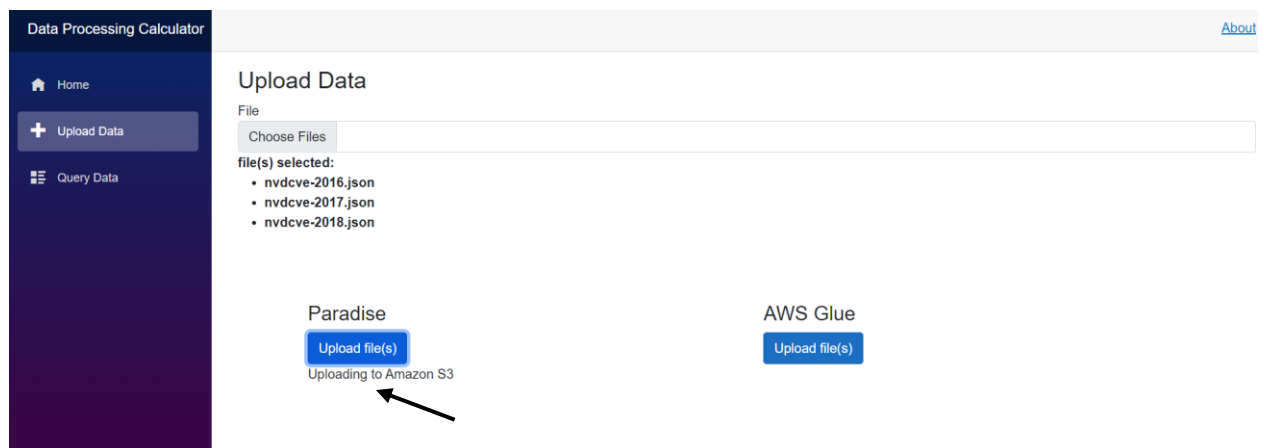 Data Processing Calculator
About
Home
Upload Data
Query Data
Upload Data
File
Choose Files
file(s) selected:
• nvdcve-2016.json
• nvdcve-2017.json
• nvdcve-2018.json
Paradise
Upload file(s)
Uploading to Amazon S3
AWS Glue
Upload file(s)